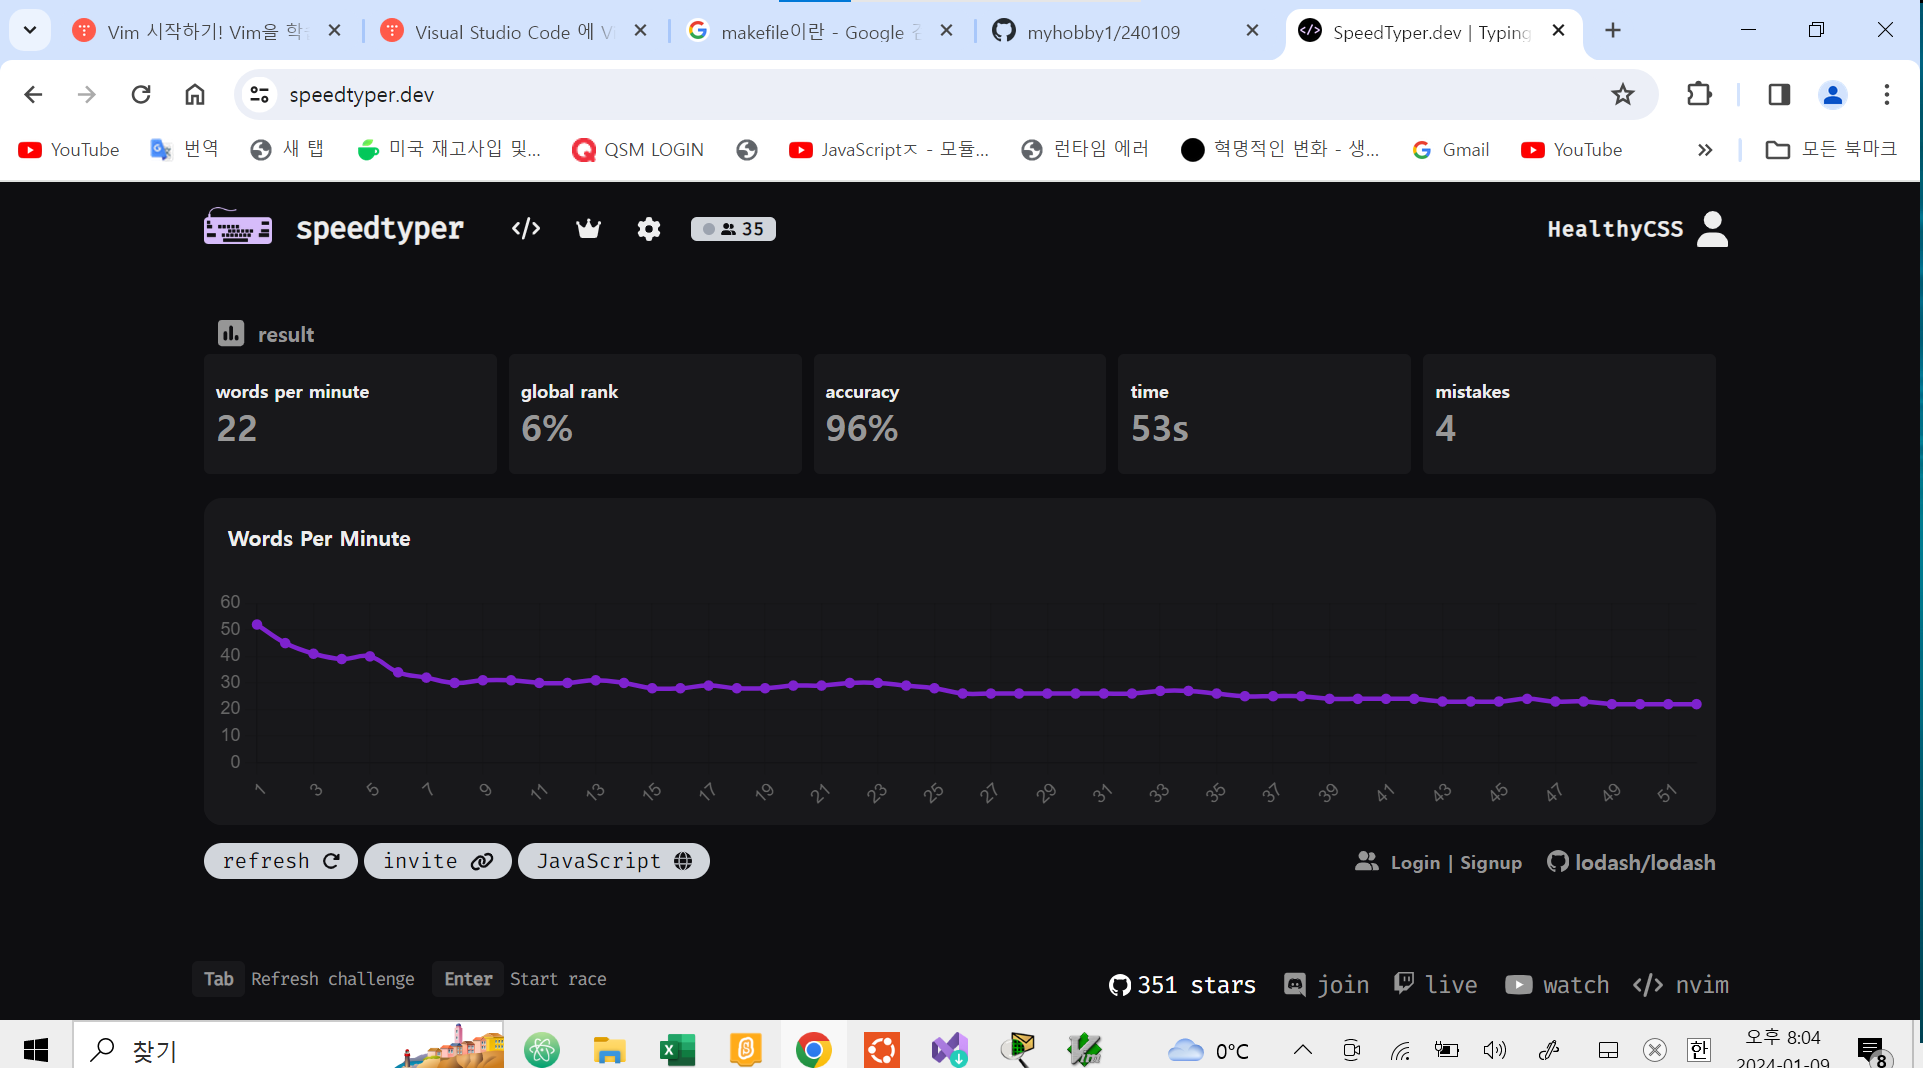 Vim 시작하기! Vim을 학
Visual Studio Code 에 Vi
makefile이란 - Google
myhobby1/240109
SpeedTyper.dev | Typing
speedtyper.dev
YouTube
번역
새 탭
미국 재고사입 및...
QSM LOGIN
JavaScriptㅈ - 모듈...
런타임 에러
혁명적인 변화 - 생...
Gmail
YouTube
모든 북마크
speedtyper
35
HealthyCSS
result
words per minute
22
global rank
6%
accuracy
96%
time
53s
mistakes
4
Words Per Minute
60
50
40
30
20
10
0
1 3 5 7 9 11 13 15 17 19 21 23 25 27 29 31 33 35 37 39 41 43 45 47 49 51
refresh
invite
JavaScript
Login | Signup
lodash/lodash
Tab Refresh challenge
Enter Start race
351 stars
join
live
watch
nvim
찾기
0°C
한
오후 8:04
2024-01-09
8